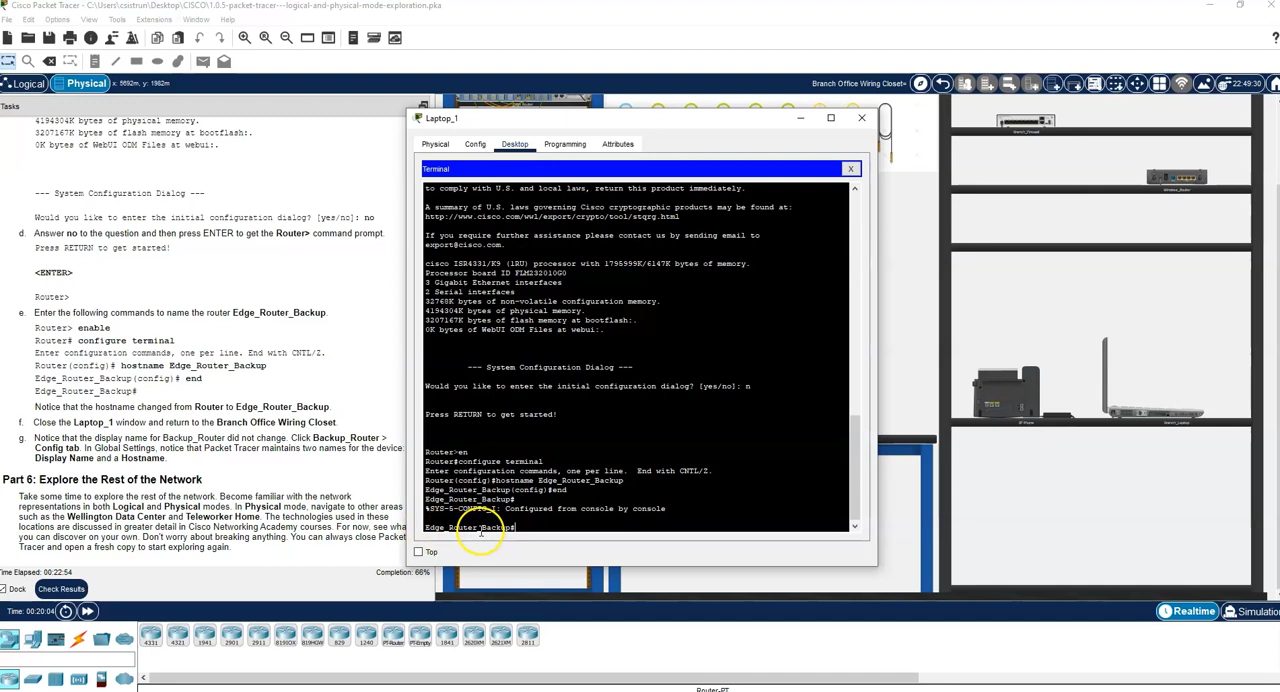 Cisco Packet Tracer - C:\Users\csistrun\Desktop\CISCO\1.0.5-packet-tracer---logical-and-physical-mode-exploration.pka
File Edit Options View Tools Extensions Window Help
Logical Physical x: 5692m, y: 1982m Branch Office Wiring Closet 22:49:30
Tasks
4194304K bytes of physical memory.
3207167K bytes of flash memory at bootflash:.
0K bytes of WebUI ODM Files at webui:.
--- System Configuration Dialog ---
Would you like to enter the initial configuration dialog? [yes/no]: no
d. Answer no to the question and then press ENTER to get the Router> command prompt.
Press RETURN to get started!
<ENTER>
Router>
e. Enter the following commands to name the router Edge_Router_Backup.
Router> enable
Router# configure terminal
Enter configuration commands, one per line. End with CNTL/Z.
Router(config)# hostname Edge_Router_Backup
Edge_Router_Backup(config)# end
Edge_Router_Backup#
Notice that the hostname changed from Router to Edge_Router_Backup.
f. Close the Laptop_1 window and return to the Branch Office Wiring Closet.
g. Notice that the display name for Backup_Router did not change. Click Backup_Router >
Config tab. In Global Settings, notice that Packet Tracer maintains two names for the device:
Display Name and a Hostname.
Part 6: Explore the Rest of the Network
Take some time to explore the rest of the network. Become familiar with the network
representations in both Logical and Physical modes. In Physical mode, navigate to other areas
such as the Wellington Data Center and Teleworker Home. The technologies used in these
locations are discussed in greater detail in Cisco Networking Academy courses. For now, see what
you can discover on your own. Don't worry about breaking anything. You can always close Packet
Tracer and open a fresh copy to start exploring again.
Time Elapsed: 00:22:54 Completion: 66%
Dock Check Results
Laptop_1
Physical Config Desktop Programming Attributes
Terminal X
to comply with U.S. and local laws, return this product immediately.
A summary of U.S. laws governing Cisco cryptographic products may be found at:
http://www.cisco.com/wwl/export/crypto/tool/stqrg.html
If you require further assistance please contact us by sending email to
export@cisco.com.
cisco ISR4331/K9 (1RU) processor with 1795999K/6147K bytes of memory.
Processor board ID FLM232010G0
3 Gigabit Ethernet interfaces
2 Serial interfaces
32768K bytes of non-volatile configuration memory.
4194304K bytes of physical memory.
3207167K bytes of flash memory at bootflash:.
0K bytes of WebUI ODM Files at webui:.
--- System Configuration Dialog ---
Would you like to enter the initial configuration dialog? [yes/no]: n
Press RETURN to get started!
Router>en
Router#configure terminal
Enter configuration commands, one per line. End with CNTL/Z.
Router(config)#hostname Edge_Router_Backup
Edge_Router_Backup(config)#end
Edge_Router_Backup#
%SYS-5-CONFIG_I: Configured from console by console
Edge_Router_Backup#
Top
Branch_Firewall
Wireless_Router
IP Phone
Branch_Laptop
Time: 00:20:04 Realtime Simulation
4331 4321 1941 2901 2911 819IOX 819HGW 829 1240 PT-Router PT-Empty 1841 2620XM 2621XM 2811
Router-PT